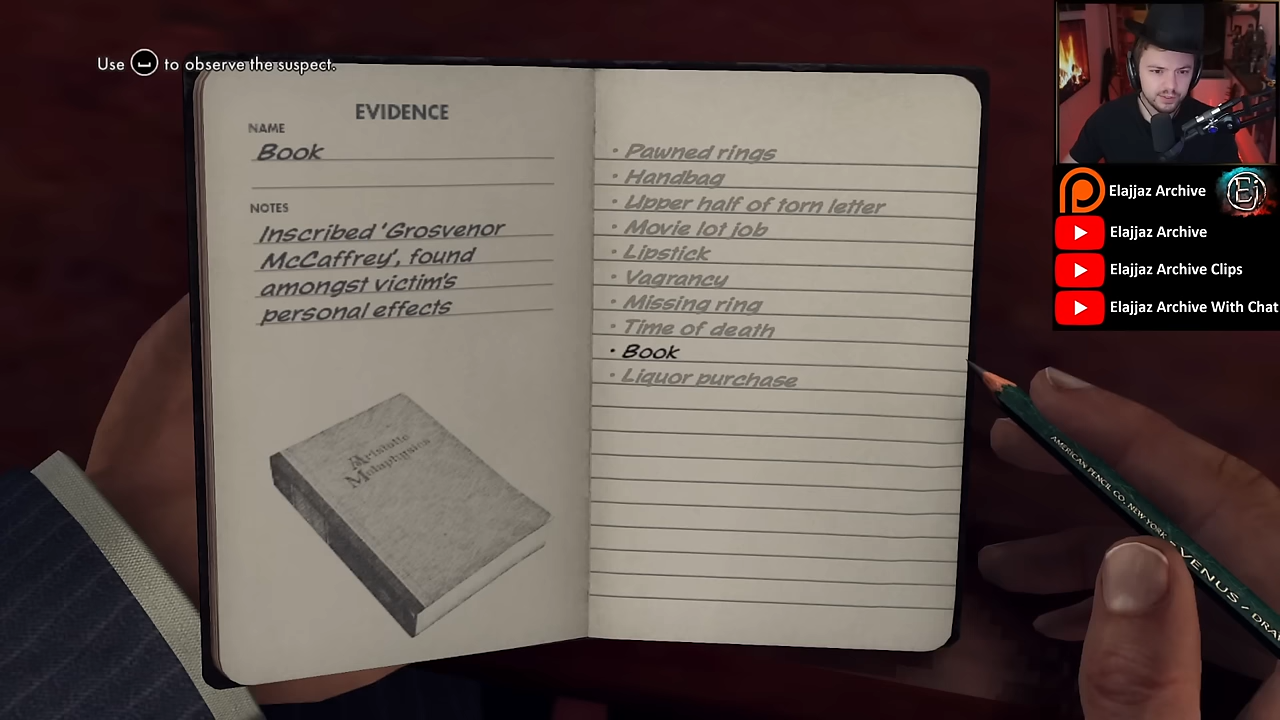 Use to observe the suspect.
EVIDENCE
NAME
Book
NOTES
Inscribed 'Grosvenor
McCaffrey', found
amongst victim's
personal effects
Aristotle
Metaphysics
• Pawned rings
• Handbag
• Upper half of torn letter
• Movie lot job
• Lipstick
• Vagrancy
• Missing ring
• Time of death
• Book
• Liquor purchase
AMERICAN PENCIL CO. NEW YORK
VENUS / DRA
Elajjaz Archive
Ej
Elajjaz Archive
Elajjaz Archive Clips
Elajjaz Archive With Chat